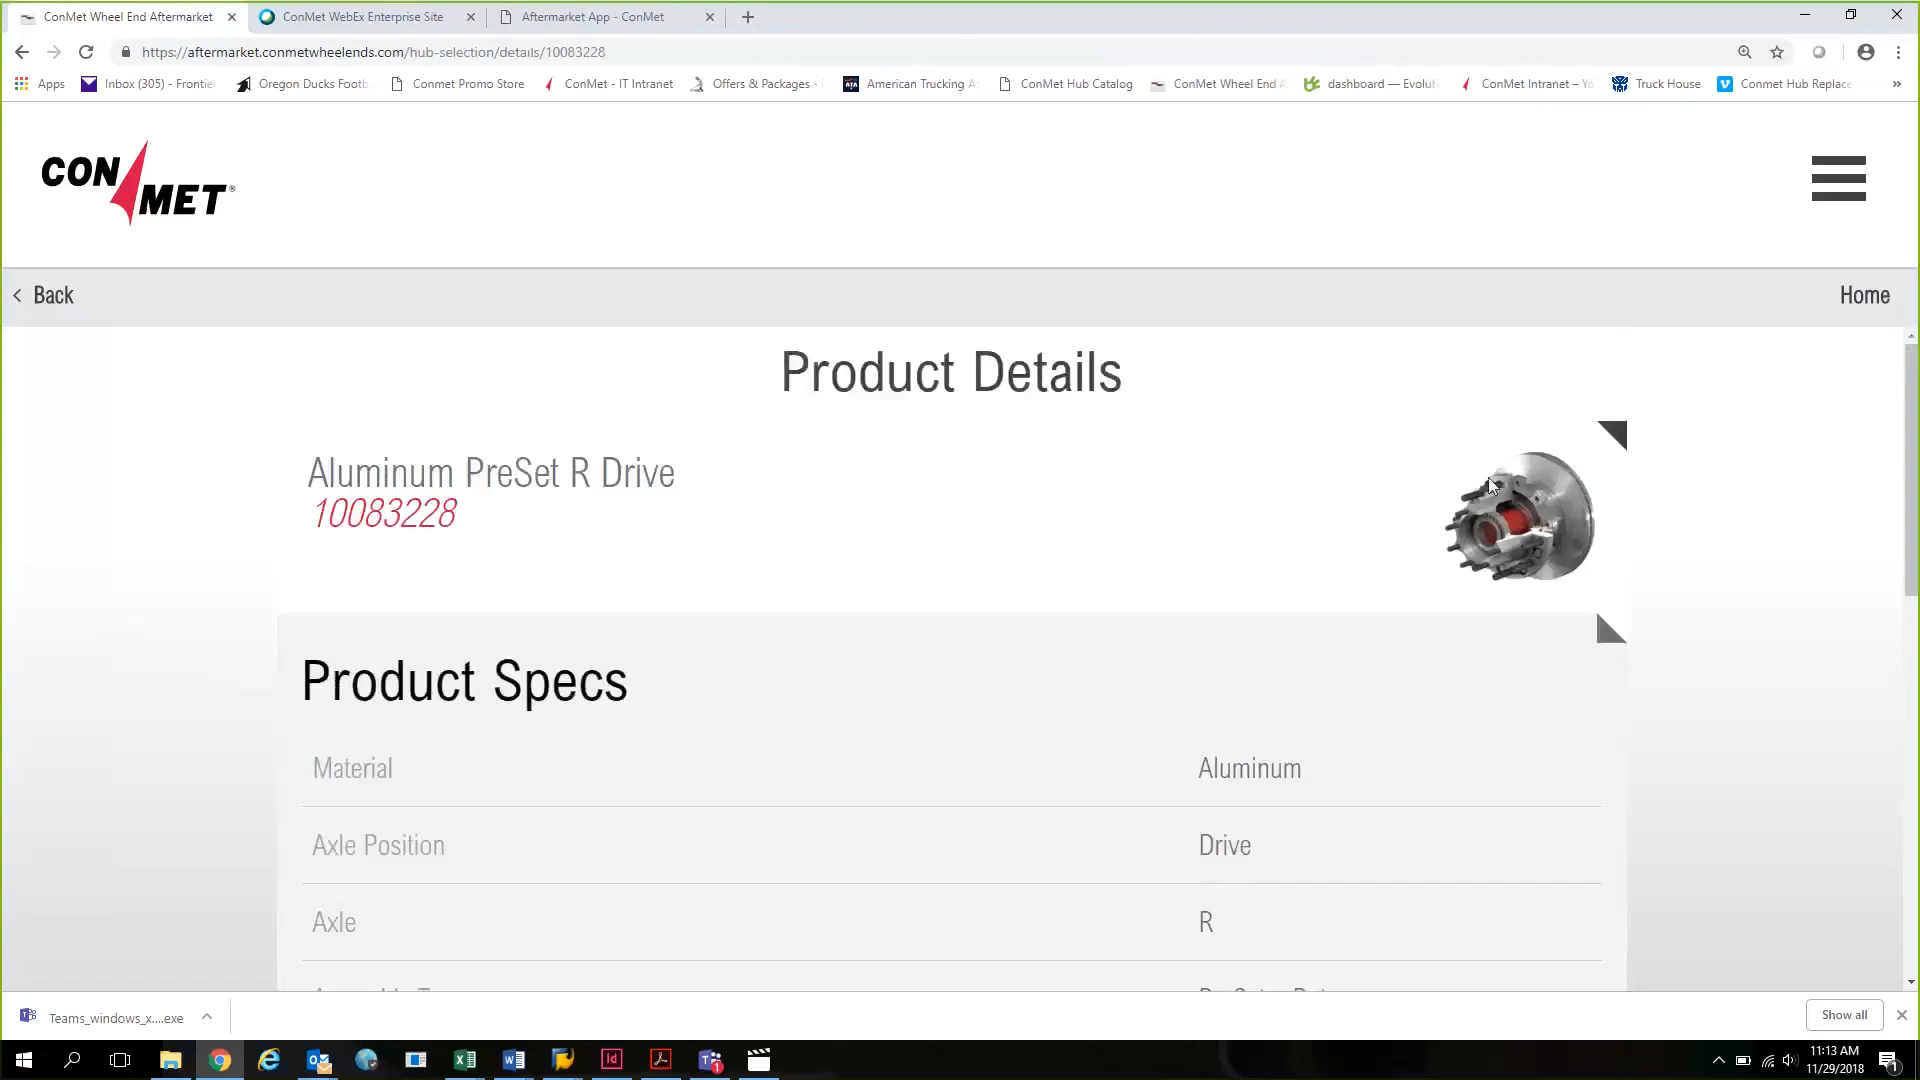 ConMet Wheel End Aftermarket
ConMet WebEx Enterprise Site
Aftermarket App - ConMet
https://aftermarket.conmetwheelends.com/hub-selection/details/10083228
Apps
Inbox (305) - Frontie
Oregon Ducks Footb
Conmet Promo Store
ConMet - IT Intranet
Offers & Packages -
American Trucking A
ConMet Hub Catalog
ConMet Wheel End A
dashboard — Evolut
ConMet Intranet – Yo
Truck House
Conmet Hub Replace
»
CON MET®
Back
Home
Product Details
Aluminum PreSet R Drive
10083228
Product Specs
Material Aluminum
Axle Position Drive
Axle R
Teams_windows_x....exe
Show all
11:13 AM
11/29/2018